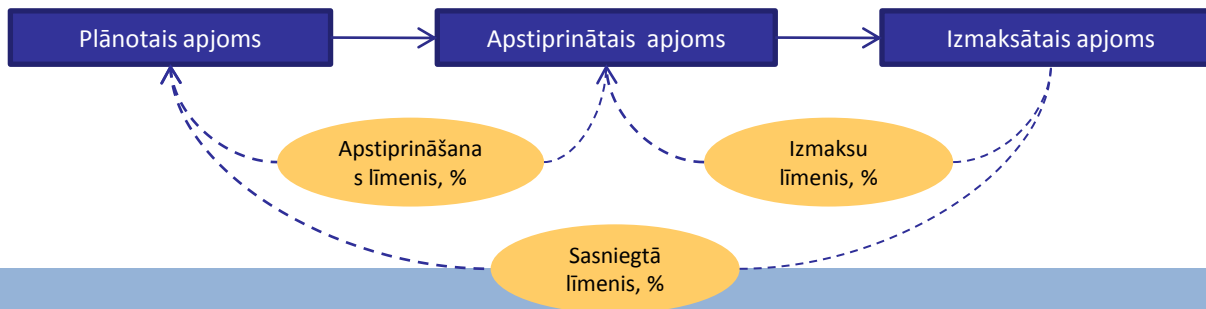 Plānotais apjoms
Apstiprinātais apjoms
Izmaksātais apjoms
Apstiprināšana
s līmenis, %
Izmaksu
līmenis, %
Sasniegtā
līmenis, %